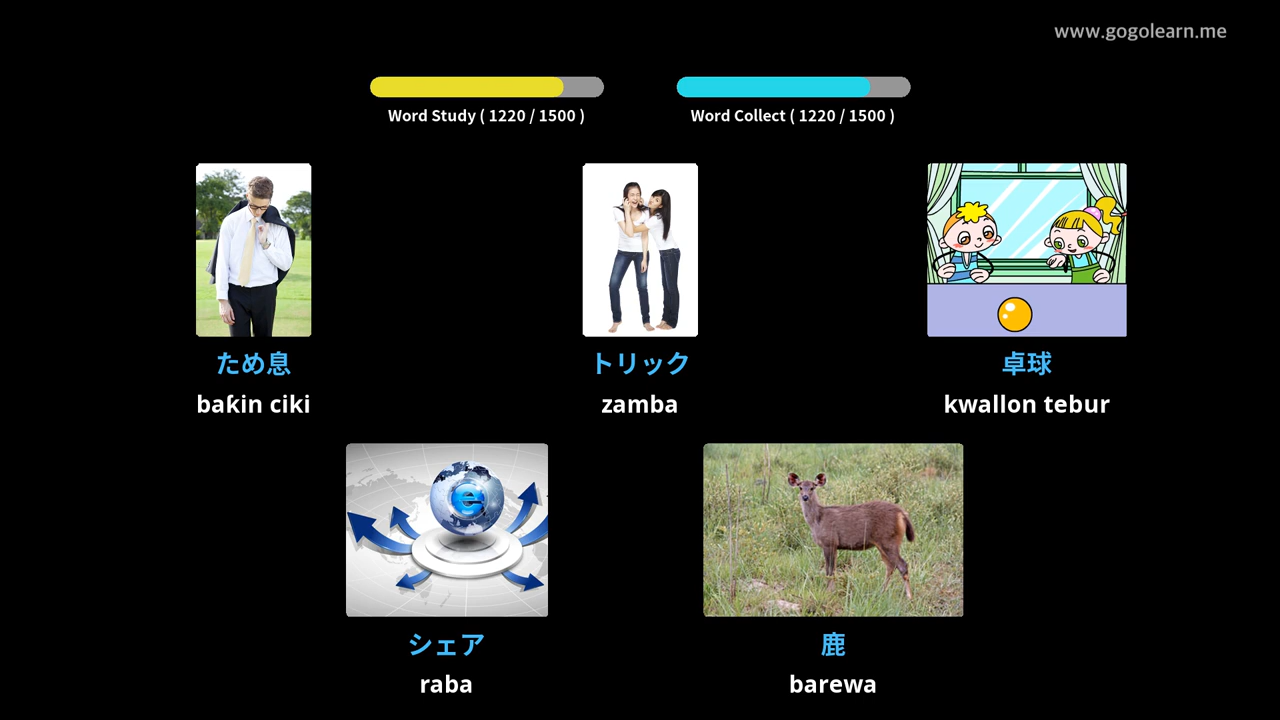 www.gogolearn.me
Word Study ( 1220 / 1500 )
Word Collect ( 1220 / 1500 )
ため息
baƙin ciki
トリック
zamba
卓球
kwallon tebur
e
シェア
raba
鹿
barewa